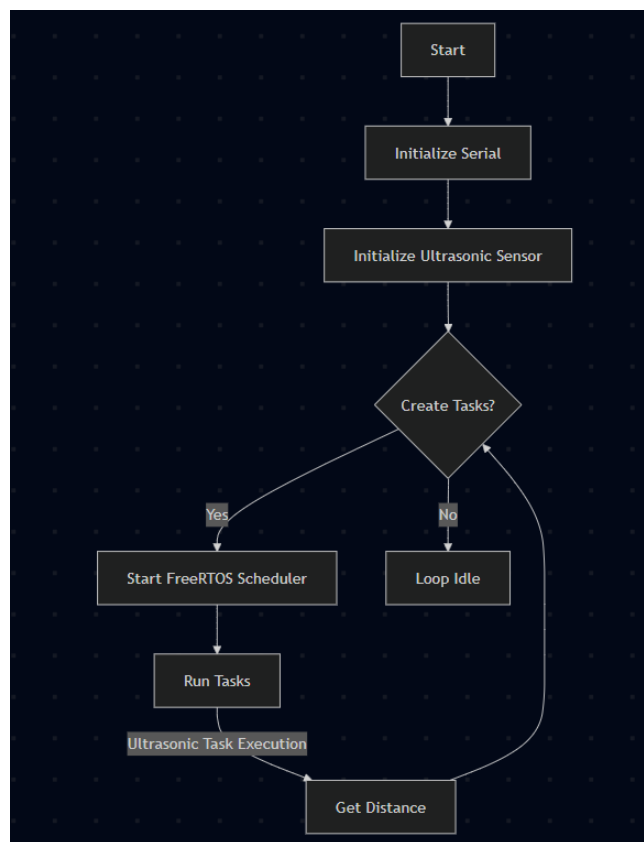 Start
Initialize Serial
Initialize Ultrasonic Sensor
Create Tasks?
Yes
No
Start FreeRTOS Scheduler
Loop Idle
Run Tasks
Ultrasonic Task Execution
Get Distance